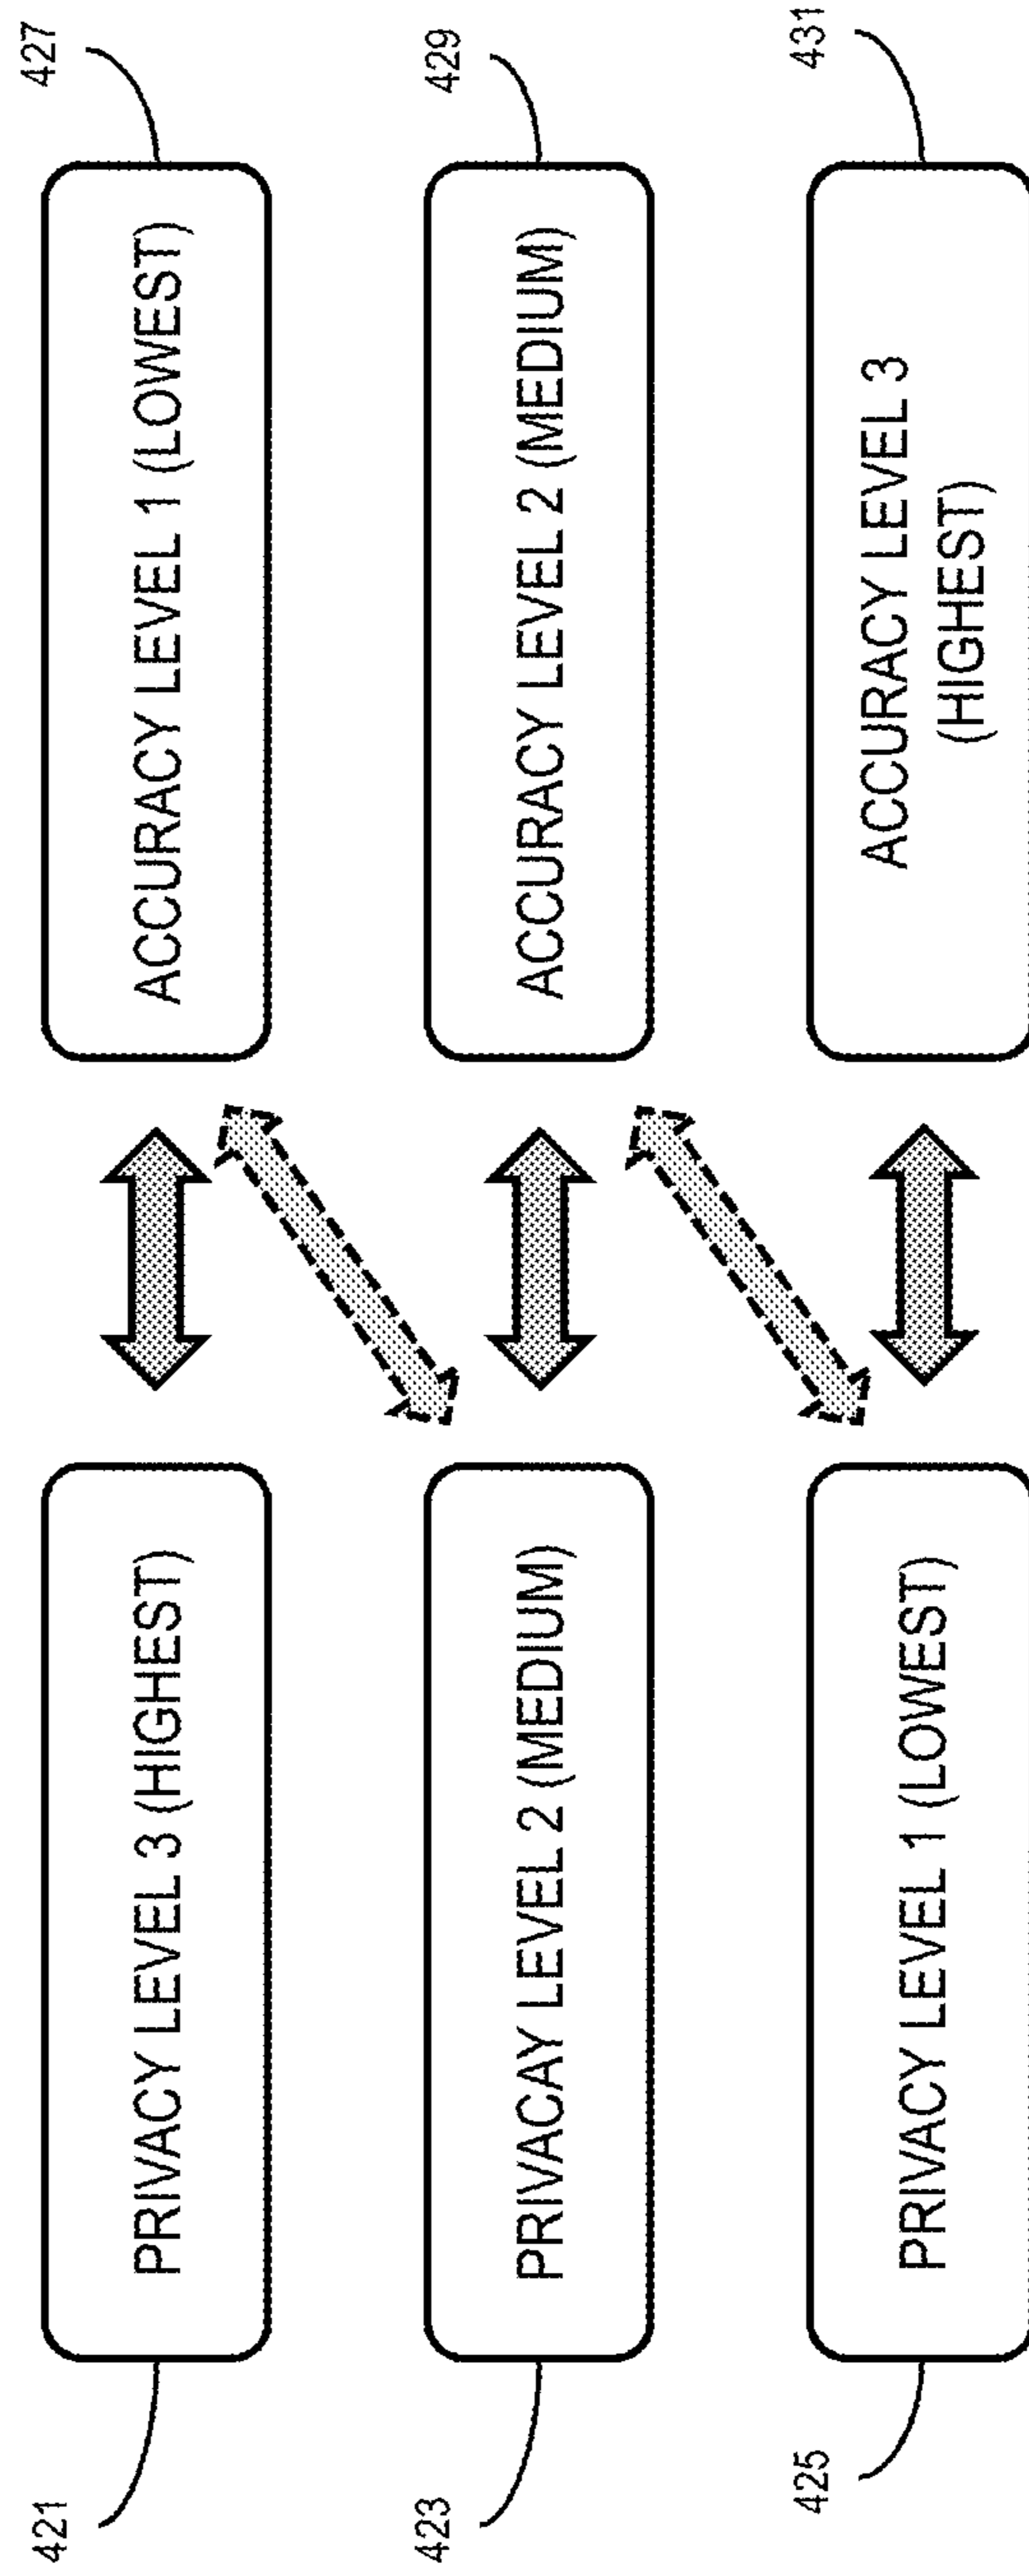 421
PRIVACY LEVEL 3 (HIGHEST)
ACCURACY LEVEL 1 (LOWEST)
427
423
PRIVACAY LEVEL 2 (MEDIUM)
ACCURACY LEVEL 2 (MEDIUM)
429
425
PRIVACY LEVEL 1 (LOWEST)
ACCURACY LEVEL 3
(HIGHEST)
431